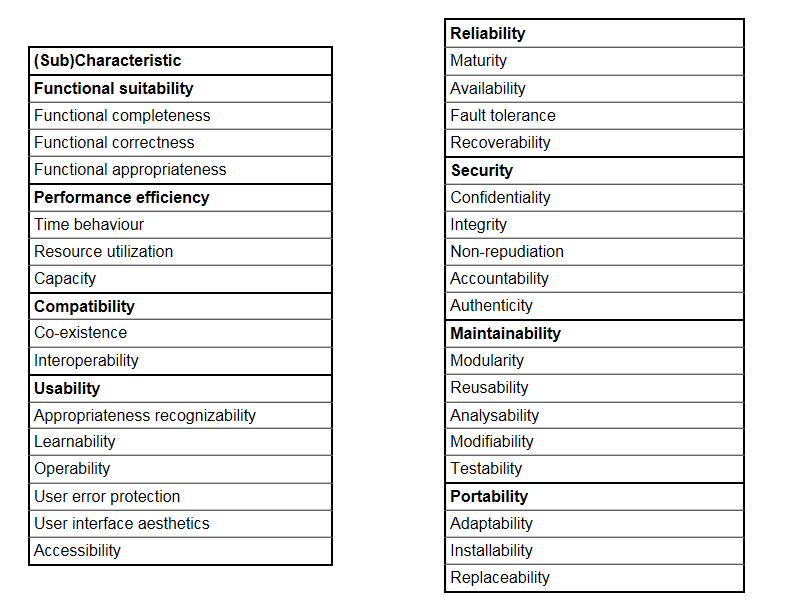 (Sub)Characteristic
Functional suitability
Functional completeness
Functional correctness
Functional appropriateness
Performance efficiency
Time behaviour
Resource utilization
Capacity
Compatibility
Co-existence
Interoperability
Usability
Appropriateness recognizability
Learnability
Operability
User error protection
User interface aesthetics
Accessibility
Reliability
Maturity
Availability
Fault tolerance
Recoverability
Security
Confidentiality
Integrity
Non-repudiation
Accountability
Authenticity
Maintainability
Modularity
Reusability
Analysability
Modifiability
Testability
Portability
Adaptability
Installability
Replaceability